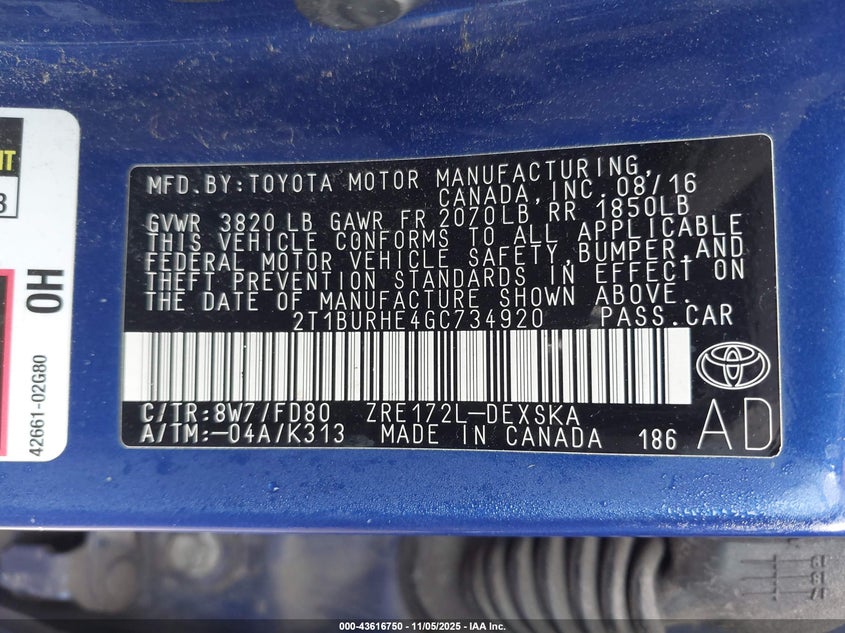 MFD. BY: TOYOTA MOTOR MANUFACTURING,
CANADA, INC. 08/16
GVWR 3820 LB GAWR FR 2070LB RR 1850LB
THIS VEHICLE CONFORMS TO ALL APPLICABLE
FEDERAL MOTOR VEHICLE SAFETY, BUMPER, AND
THEFT PREVENTION STANDARDS IN EFFECT ON
THE DATE OF MANUFACTURE SHOWN ABOVE.
2T1BURHE4GC734920 PASS. CAR
C/TR: 8W7/FD80 ZRE172L-DEXSKA
A/TM: -04A/K313 MADE IN CANADA 186
AD
OH
42661-02G80
000-43616750 - 11/05/2025 - IAA Inc.